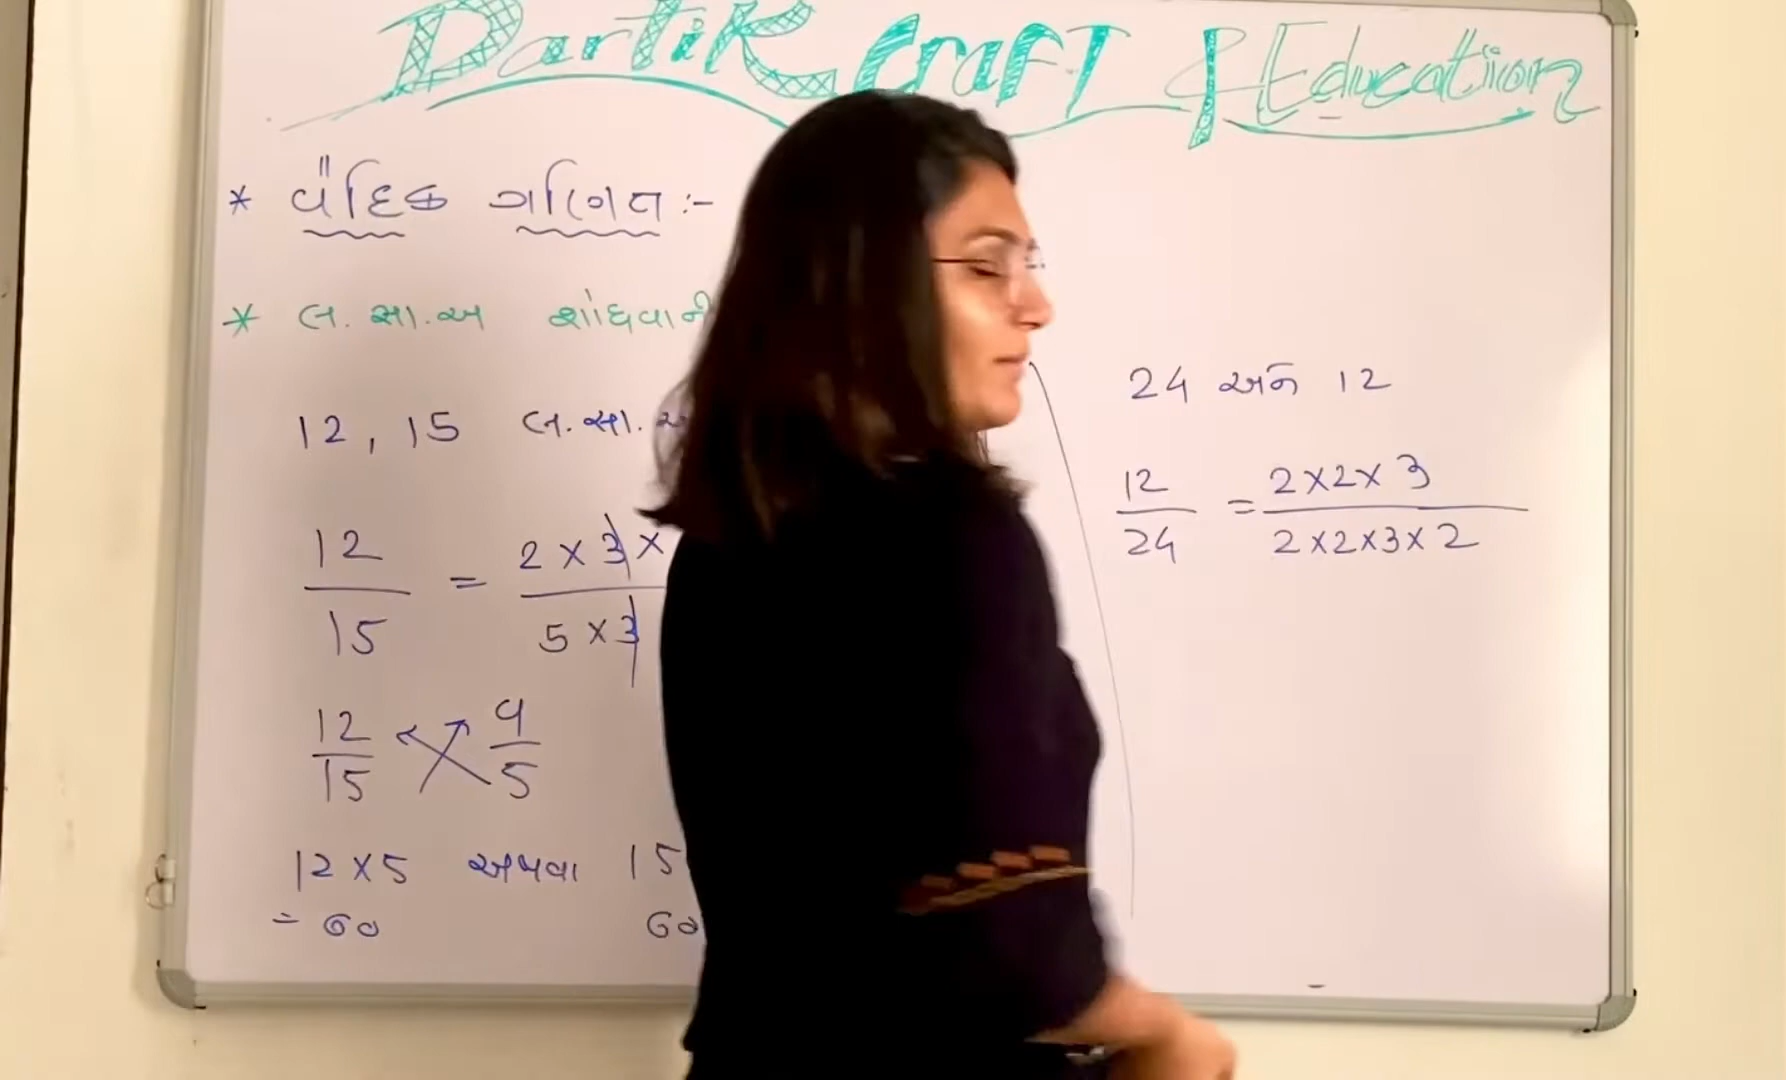 Dartik Craft & Education
* વૈદિક ગણિત :-
* લ. સા. અ શોધવાની
12, 15 લ. સા. અ
12/15 = 2 × 3 × / 5 × 3
12/15 4/5
12 × 5 અથવા 15
= 60 60
24 અને 12
12/24 = 2 × 2 × 3 / 2 × 2 × 3 × 2